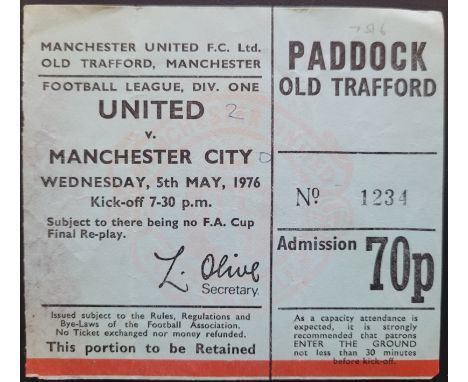 MANCHESTER UNITED F.C. Ltd.
OLD TRAFFORD, MANCHESTER
FOOTBALL LEAGUE, DIV. ONE
UNITED 2
v.
MANCHESTER CITY 0
WEDNESDAY, 5th MAY, 1976
Kick-off 7-30 p.m.
Subject to there being no F.A. Cup
Final Re-play.
L. Olive
Secretary.
Issued subject to the Rules, Regulations and
Bye-Laws of the Football Association.
No Ticket exchanged nor money refunded.
This portion to be Retained
PADDOCK
OLD TRAFFORD
No 1234
Admission 70p
As a capacity attendance is
expected, it is strongly
recommended that patrons
ENTER THE GROUND
not less than 30 minutes
before kick-off.